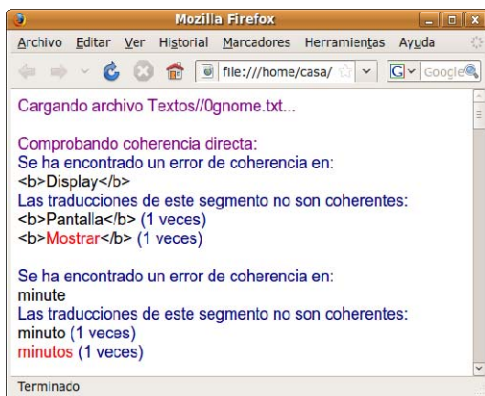 Mozilla Firefox
Archivo Editar Ver Historial Marcadores Herramientas Ayuda
file:///home/casa/ Google
Cargando archivo Textos//0gnome.txt...
Comprobando coherencia directa:
Se ha encontrado un error de coherencia en:
<b>Display</b>
Las traducciones de este segmento no son coherentes:
<b>Pantalla</b> (1 veces)
<b>Mostrar</b> (1 veces)
Se ha encontrado un error de coherencia en:
minute
Las traducciones de este segmento no son coherentes:
minuto (1 veces)
minutos (1 veces)
Terminado